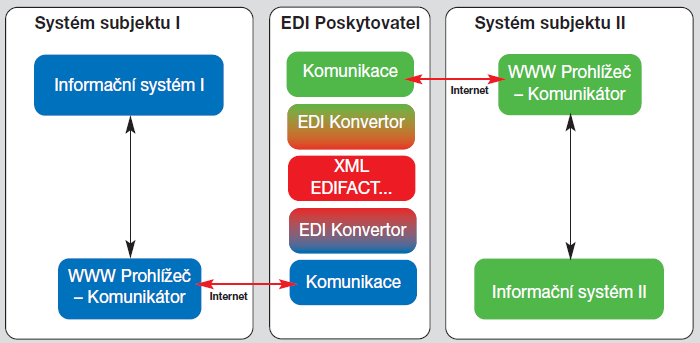 Systém subjektu I
Informační systém I
WWW Prohlížeč
– Komunikátor
Internet
EDI Poskytovatel
Komunikace
EDI Konvertor
XML
EDIFACT...
EDI Konvertor
Komunikace
Internet
Systém subjektu II
WWW Prohlížeč
– Komunikátor
Informační systém II